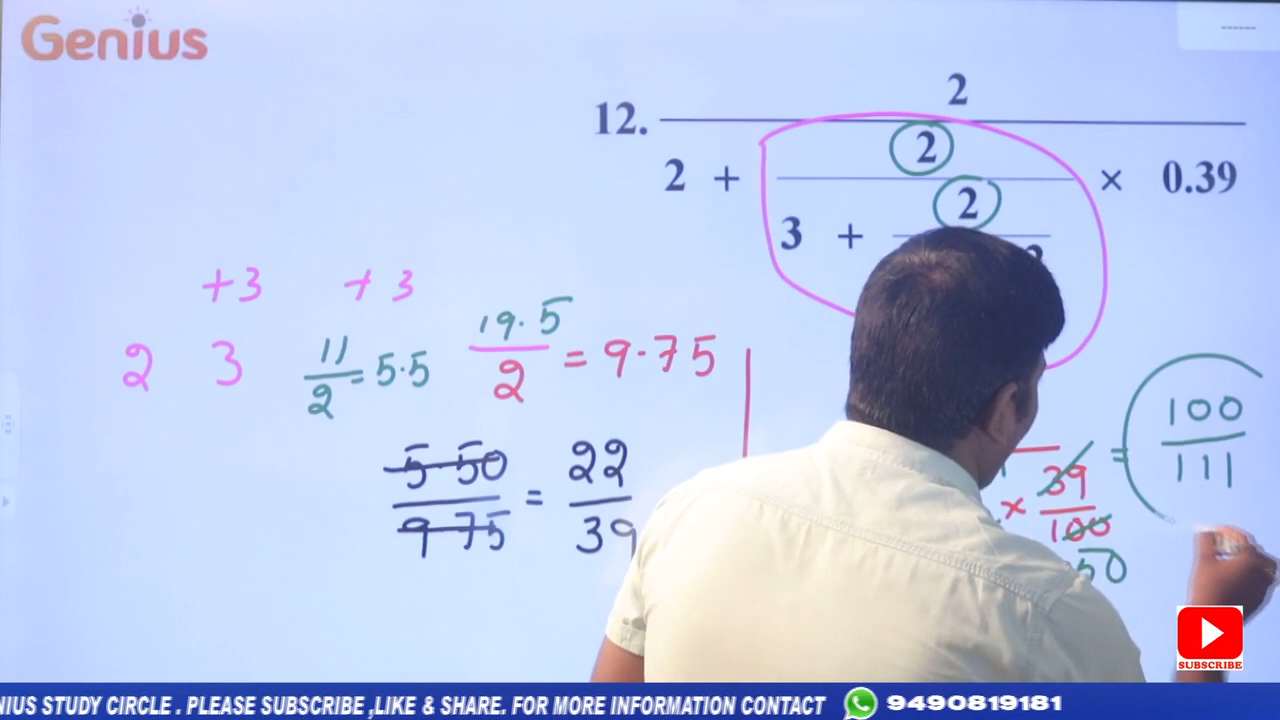 Genius
------
2
12.
2
2 + × 0.39
2
3 +
+3 +3
2 3 11/2 = 5.5 19.5/2 = 9.75
5 50/9 75 = 22/39
× 39/100 = 100/111
50
SUBSCRIBE
NIUS STUDY CIRCLE . PLEASE SUBSCRIBE ,LIKE & SHARE. FOR MORE INFORMATION CONTACT 9490819181